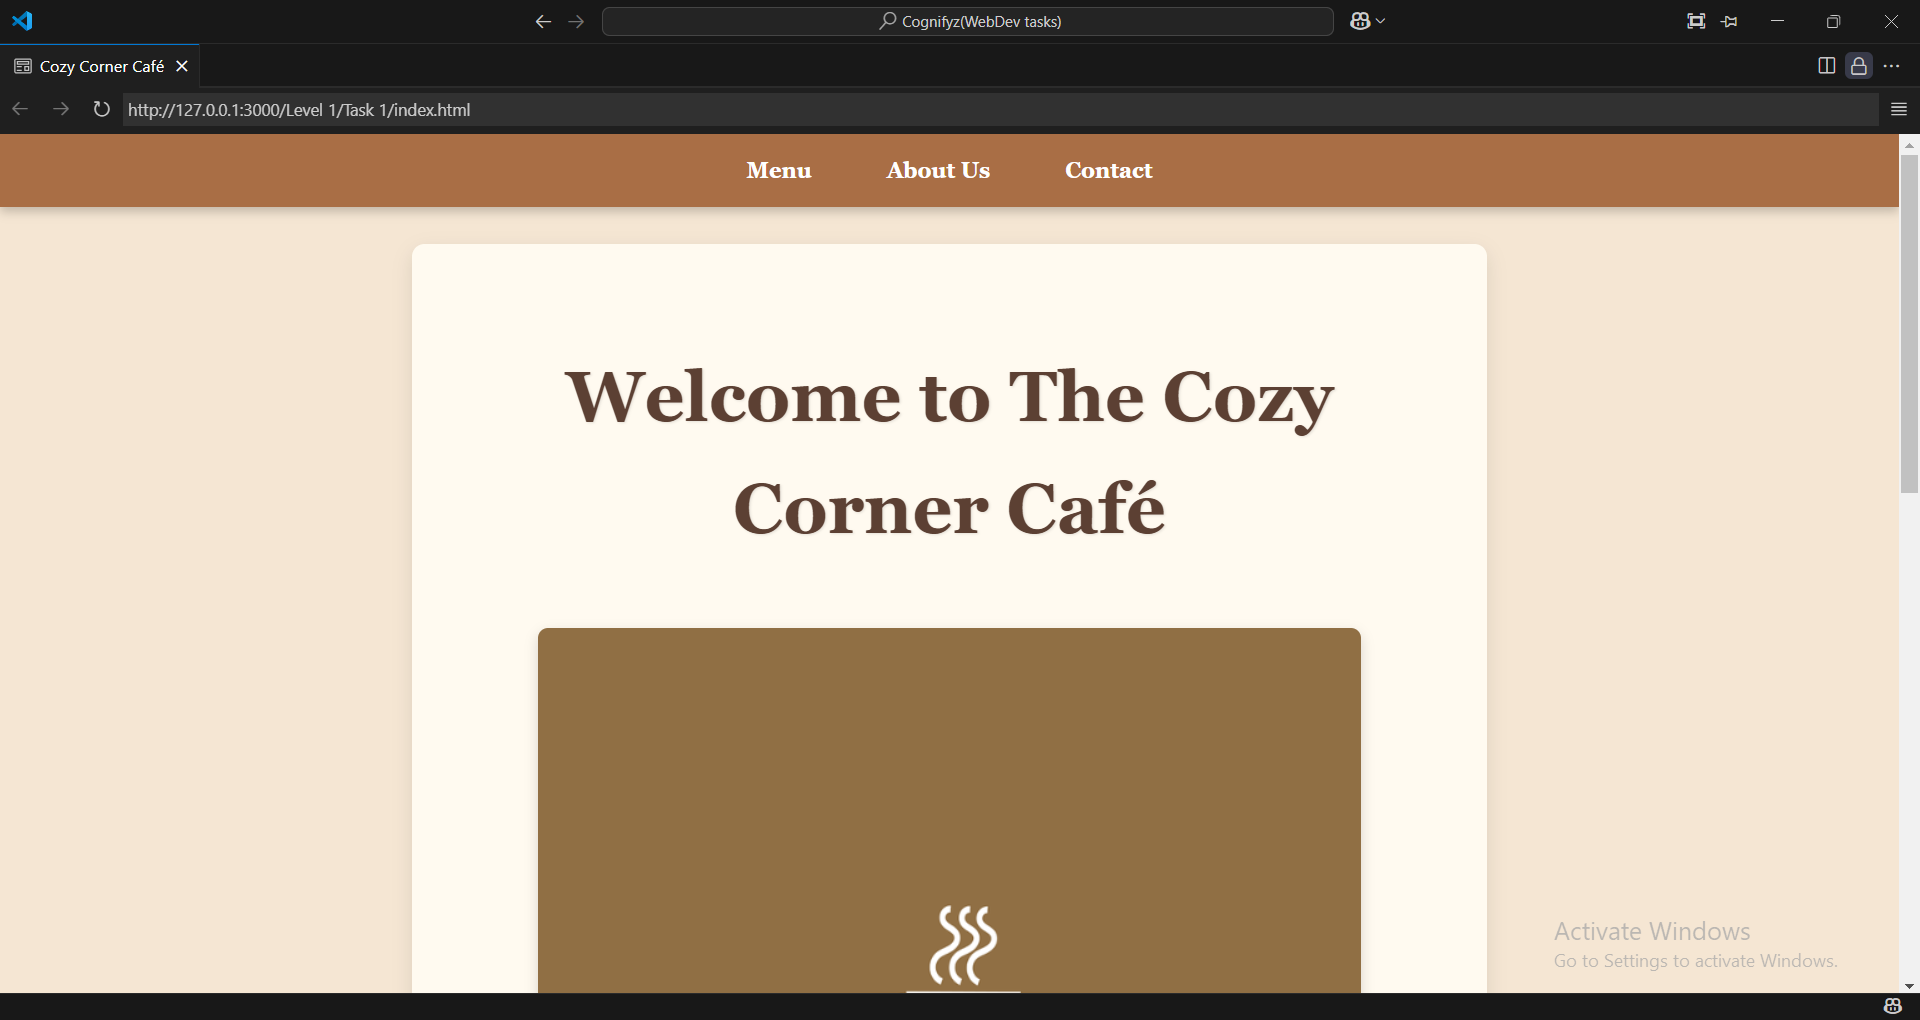 Cognifyz(WebDev tasks)
Cozy Corner Café
http://127.0.0.1:3000/Level 1/Task 1/index.html
Menu
About Us
Contact
Welcome to The Cozy
Corner Café
Activate Windows
Go to Settings to activate Windows.